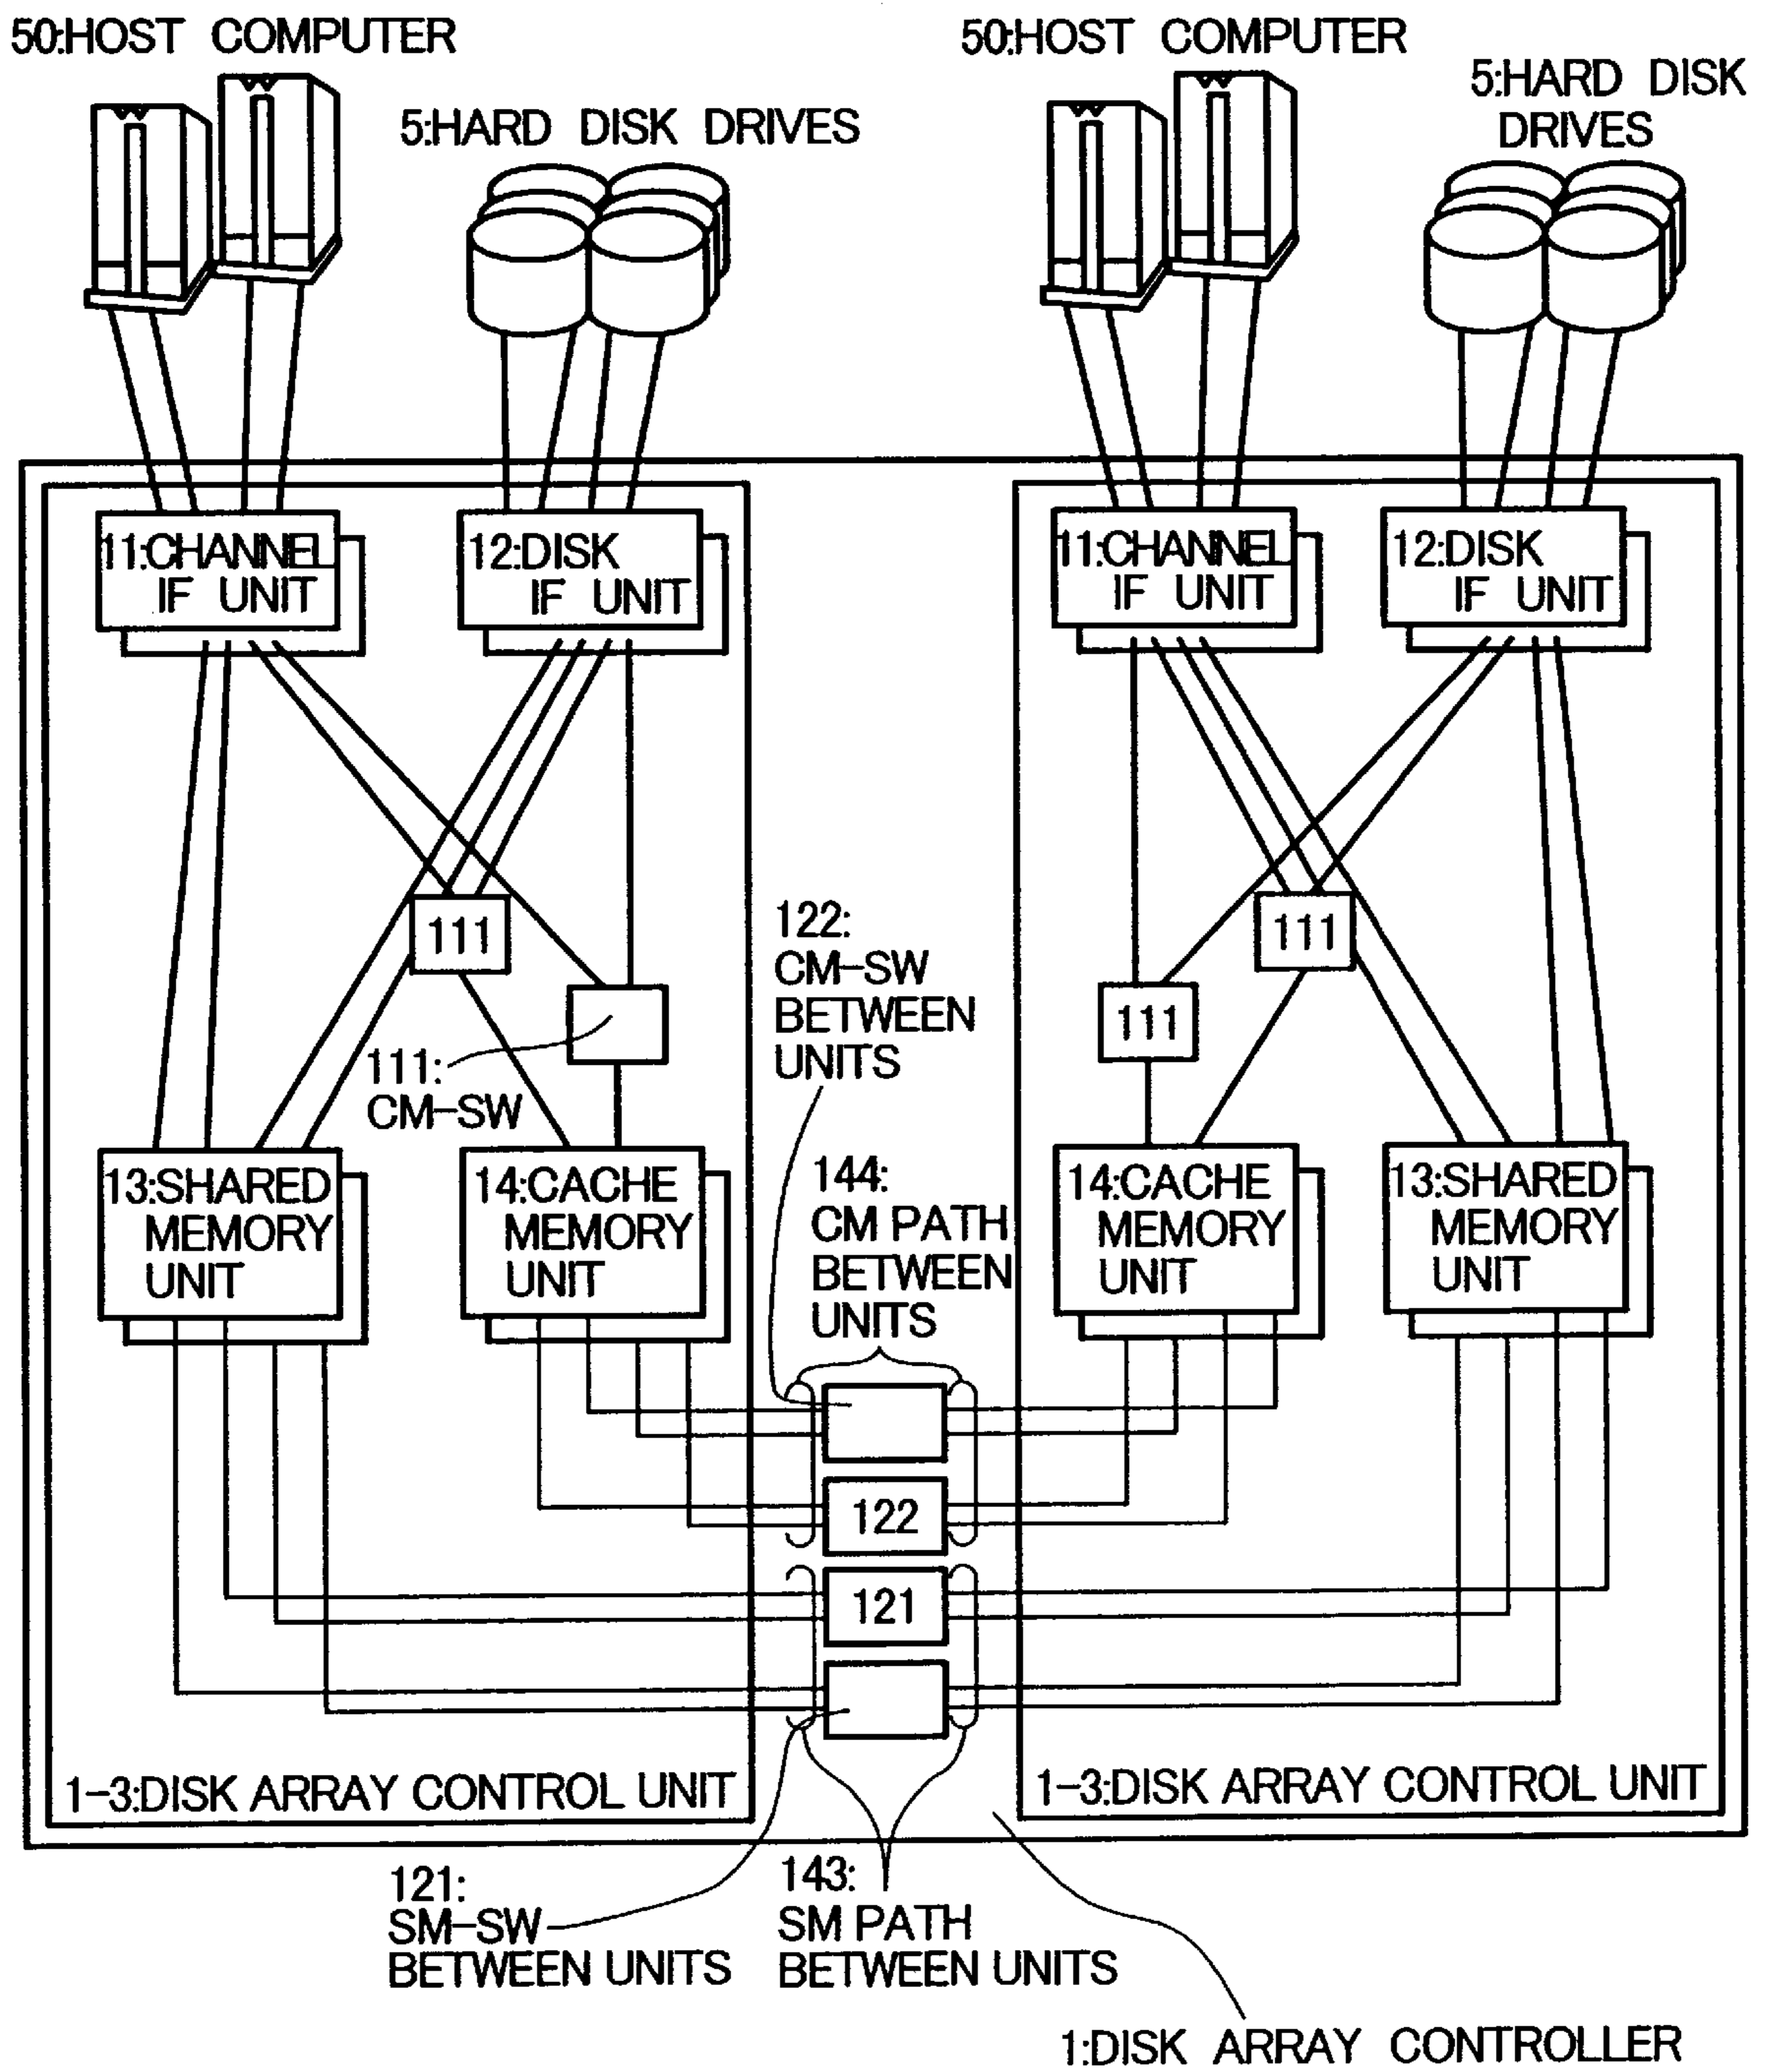 50:HOST COMPUTER
5:HARD DISK DRIVES
50:HOST COMPUTER
5:HARD DISK
DRIVES
11:CHANNEL
IF UNIT
12:DISK
IF UNIT
11:CHANNEL
IF UNIT
12:DISK
IF UNIT
111
111:
CM-SW
122:
CM-SW
BETWEEN
UNITS
111
111
13:SHARED
MEMORY
UNIT
14:CACHE
MEMORY
UNIT
144:
CM PATH
BETWEEN
UNITS
14:CACHE
MEMORY
UNIT
13:SHARED
MEMORY
UNIT
122
121
1-3:DISK ARRAY CONTROL UNIT
1-3:DISK ARRAY CONTROL UNIT
121:
SM-SW
BETWEEN UNITS
143:
SM PATH
BETWEEN UNITS
1:DISK ARRAY CONTROLLER